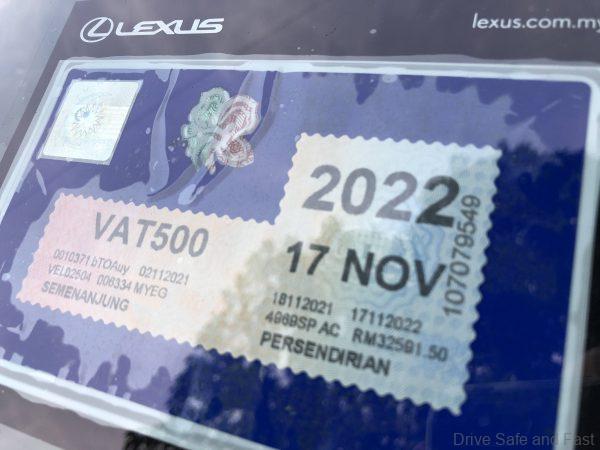 LEXUS
lexus.com.my
VAT500
0010371 bTOAuy 02112021
VEL02504 006334 MYEG
SEMENANJUNG
2022
17 NOV
18112021 17112022
4969SP.AC RM32591.50
PERSENDIRIAN
107079549
Drive Safe and Fast